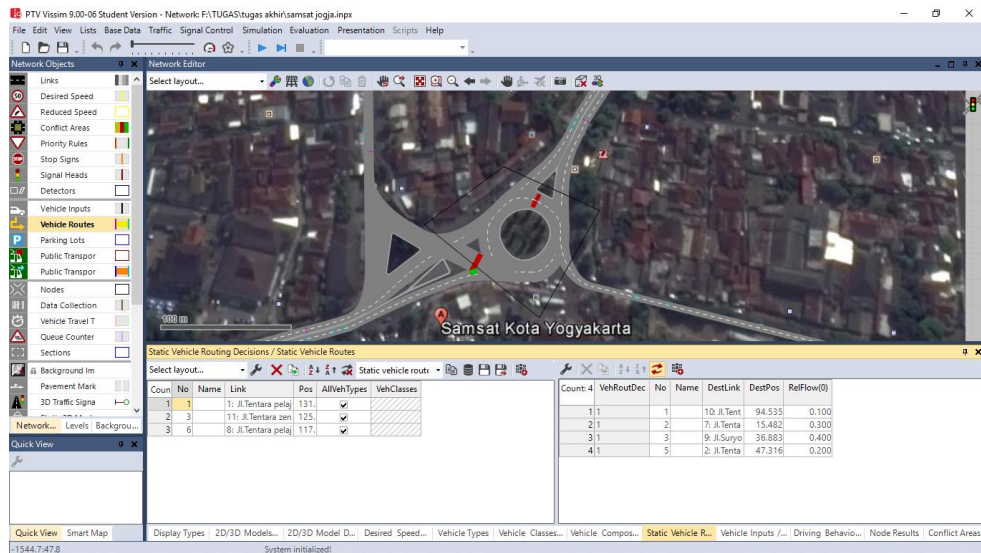 PTV Vissim 9.00-06 Student Version - Network: F:\TUGAS\tugas akhir\samsat jogja.inpx
File Edit View Lists Base Data Traffic Signal Control Simulation Evaluation Presentation Scripts Help
Network Objects
Network Editor
Select layout...
Links
50 Desired Speed
Reduced Speed
Conflict Areas
Priority Rules
STOP Stop Signs
Signal Heads
Detectors
Vehicle Inputs
Vehicle Routes
P Parking Lots
Public Transpor
Public Transpor
Nodes
Data Collection
Vehicle Travel T
Queue Counter
Sections
Background Im
Pavement Mark
3D Traffic Signa
Network... Levels Backgrou...
Quick View
Quick View Smart Map
100 m
A
Samsat Kota Yogyakarta
Static Vehicle Routing Decisions / Static Vehicle Routes
Select layout... Static vehicle route
Coun No Name Link Pos AllVehTypes VehClasses
1 1 1: Jl.Tentara pelaj 131.
2 3 11: Jl.Tentara zen 125.
3 6 8: Jl.Tentara pelaj 117.
Count: 4 VehRoutDec No Name DestLink DestPos RelFlow(0)
1 1 1 10: Jl.Tent 94.535 0.100
2 1 2 7: Jl.Tenta 15.482 0.300
3 1 3 9: Jl.Suryo 36.883 0.400
4 1 5 2: Jl.Tenta 47.316 0.200
Display Types 2D/3D Models... 2D/3D Model D... Desired Speed... Vehicle Types Vehicle Classes... Vehicle Compos... Static Vehicle R... Vehicle Inputs /... Driving Behavio... Node Results Conflict Areas
-1544.7:47.8 System initialized!